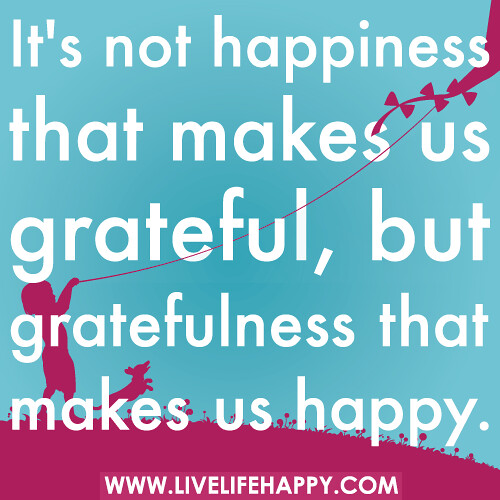 It's not happiness
that makes us
grateful, but
gratefulness that
makes us happy.
WWW.LIVELIFEHAPPY.COM